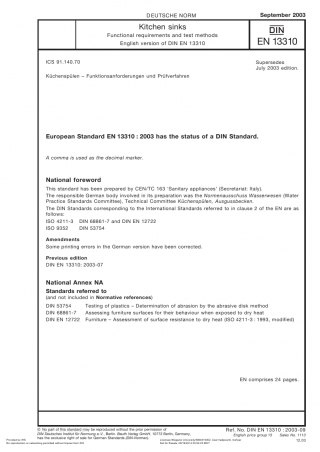 DEUTSCHE NORM
September 2003
Kitchen sinks
Functional requirements and test methods
English version of DIN EN 13310
DIN
EN 13310
ICS 91.140.70
Supersedes
July 2003 edition.
Küchenspülen – Funktionsanforderungen und Prüfverfahren
European Standard EN 13310 : 2003 has the status of a DIN Standard.
A comma is used as the decimal marker.
National foreword
This standard has been prepared by CEN/TC 163 'Sanitary appliances' (Secretariat: Italy).
The responsible German body involved in its preparation was the Normenausschuss Wasserwesen (Water
Practice Standards Committee), Technical Committee Küchenspülen, Ausgussbecken.
The DIN Standards corresponding to the International Standards referred to in clause 2 of the EN are as
follows:
ISO 4211-3 DIN 68861-7 and DIN EN 12722
ISO 9352 DIN 53754
Amendments
Some printing errors in the German version have been corrected.
Previous edition
DIN EN 13310: 2003-07
National Annex NA
Standards referred to
(and not included in Normative references)
DIN 53754 Testing of plastics – Determination of abrasion by the abrasive disk method
DIN 68861-7 Assessing furniture surfaces for their behaviour when exposed to dry heat
DIN EN 12722 Furniture – Assessment of surface resistance to dry heat (ISO 4211-3 : 1993, modified)
EN comprises 24 pages.
© No part of this standard may be reproduced without the prior permission of
DIN Deutsches Institut für Normung e.V., Berlin. Beuth Verlag GmbH, 10772 Berlin, Germany,
has the exclusive right of sale for German Standards (DIN-Normen).
Ref. No. DIN EN 13310 : 2003-09
English price group 12 Sales No. 1112
12.03